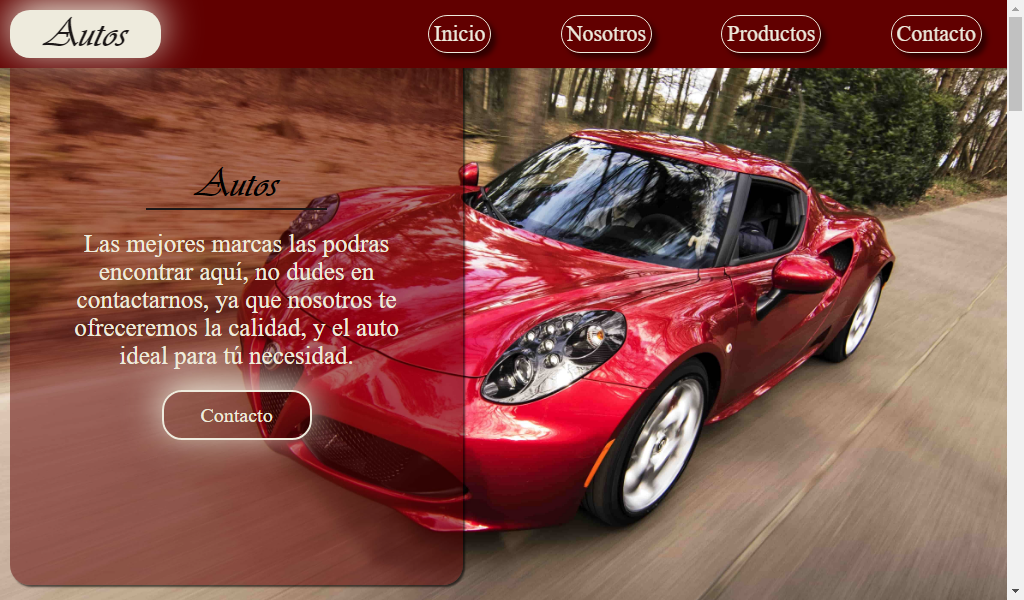 Autos
Inicio
Nosotros
Productos
Contacto
Autos
Las mejores marcas las podras
encontrar aquí, no dudes en
contactarnos, ya que nosotros te
ofreceremos la calidad, y el auto
ideal para tú necesidad.
Contacto